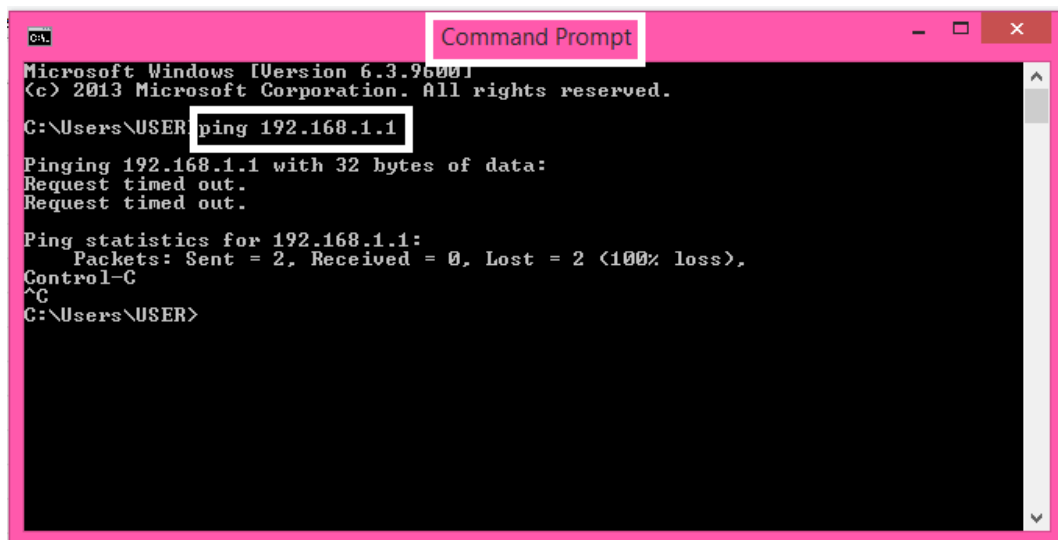 Command Prompt
Microsoft Windows [Version 6.3.9600]
(c) 2013 Microsoft Corporation. All rights reserved.
C:\Users\USER>ping 192.168.1.1
Pinging 192.168.1.1 with 32 bytes of data:
Request timed out.
Request timed out.
Ping statistics for 192.168.1.1:
Packets: Sent = 2, Received = 0, Lost = 2 (100% loss),
Control-C
^C
C:\Users\USER>